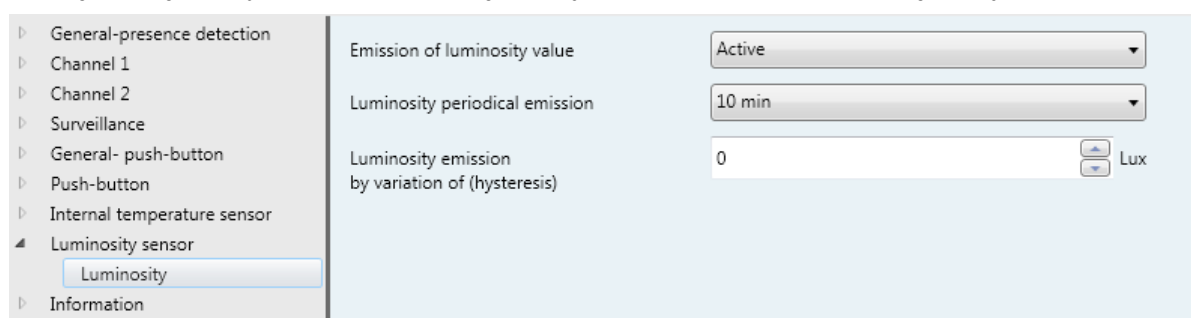 General-presence detection
Channel 1
Channel 2
Surveillance
General- push-button
Push-button
Internal temperature sensor
Luminosity sensor
Luminosity
Information
Emission of luminosity value
Active
Luminosity periodical emission
10 min
Luminosity emission
by variation of (hysteresis)
0
Lux